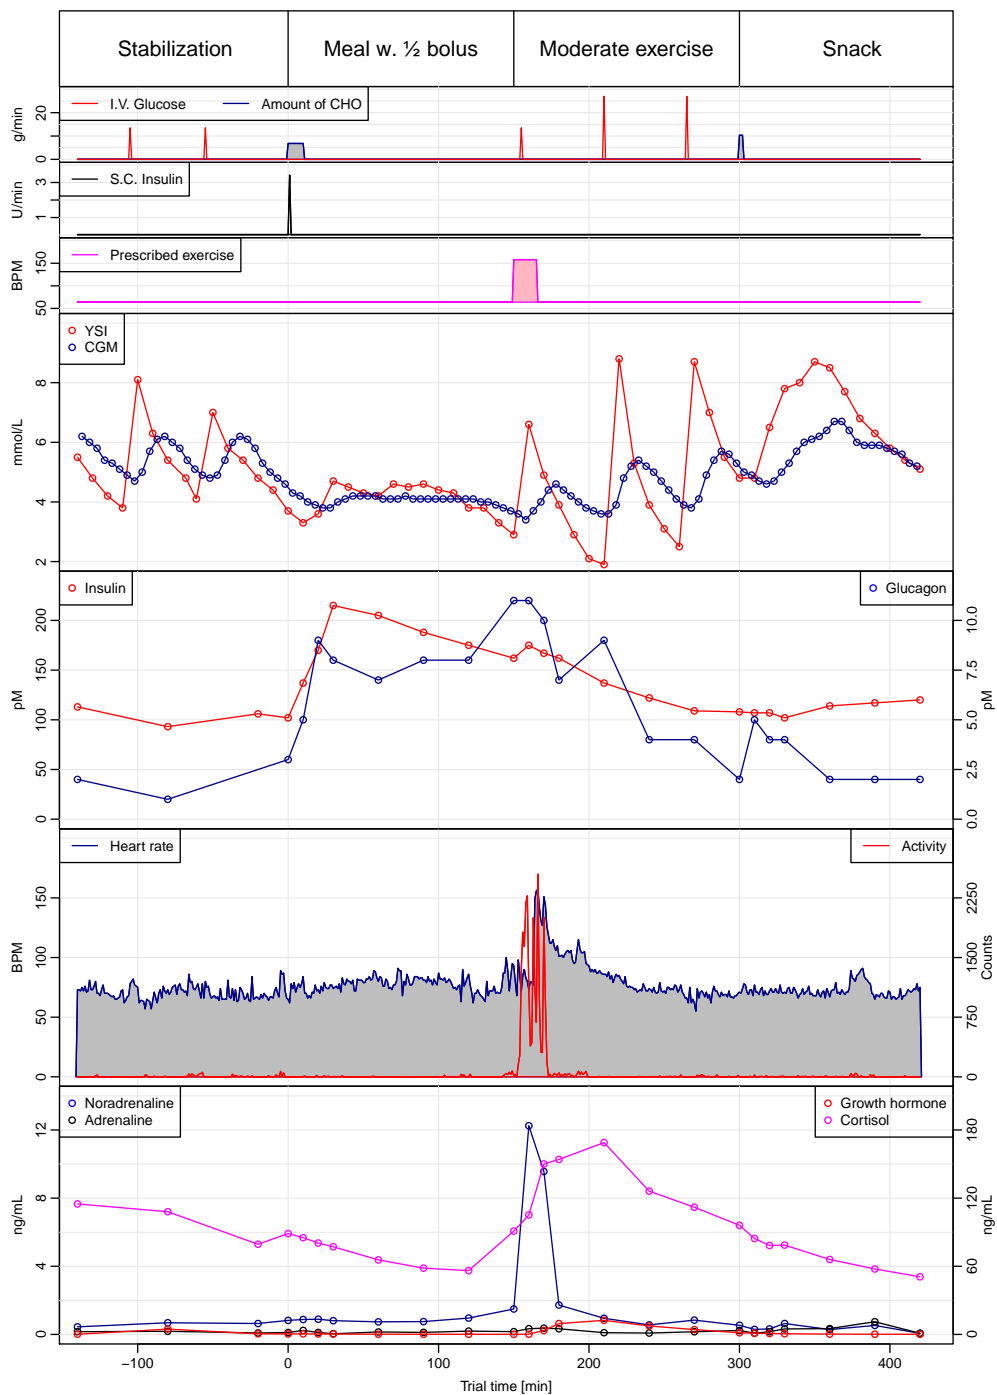 Stabilization Meal w. ½ bolus Moderate exercise Snack
I.V. Glucose Amount of CHO
g/min
0 20
S.C. Insulin
U/min
1 3
Prescribed exercise
BPM
50 150
YSI
CGM
mmol/L
2 4 6 8
Insulin Glucagon
pM
0 50 100 150 200
0.0 2.5 5.0 7.5 10.0
pM
Heart rate Activity
BPM
0 50 100 150
0 750 1500 2250
Counts
Noradrenaline Growth hormone
Adrenaline Cortisol
ng/mL
0 4 8 12
0 60 120 180
ng/mL
−100 0 100 200 300 400
Trial time [min]